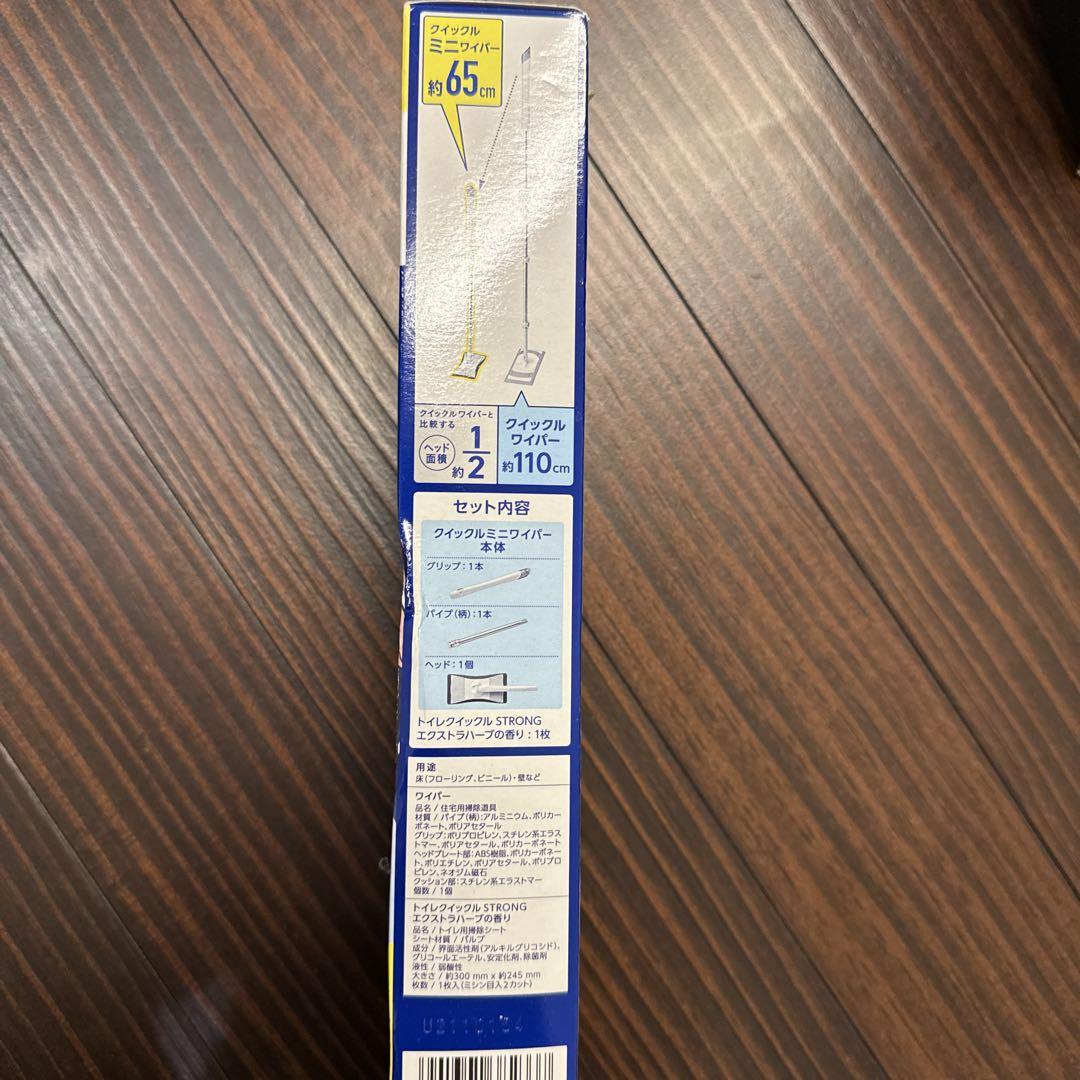 クイックル
ミニワイパー
約65cm
クイックルワイパーと
比較する
ヘッド
面積
約1/2
クイックル
ワイパー
約110cm
セット内容
クイックルミニワイパー
本体
グリップ：1本
パイプ（柄）：1本
ヘッド：1個
トイレクイックル STRONG
エクストラハーブの香り：1枚
用途
床（フローリング、ビニール）・壁など
ワイパー
品名 / 住宅用掃除道具
材質 / パイプ（柄）：アルミニウム、ポリカー
ボネート、ポリアセタール
グリップ：ポリプロピレン、スチレン系エラス
トマー、ポリアセタール、ポリカーボネート
ヘッドプレート部：ABS樹脂、ポリカーボネー
ト、ポリエチレン、ポリアセタール、ポリプロ
ピレン、ネオジム磁石
クッション部：スチレン系エラストマー
個数 / 1個
トイレクイックル STRONG
エクストラハーブの香り
品名 / トイレ用掃除シート
シート材質 / パルプ
成分 / 界面活性剤（アルキルグリコシド）、
グリコールエーテル、安定化剤、除菌剤
液性 / 弱酸性
大きさ / 約300 mm x 約245 mm
枚数 / 1枚入（ミシン目入2カット）